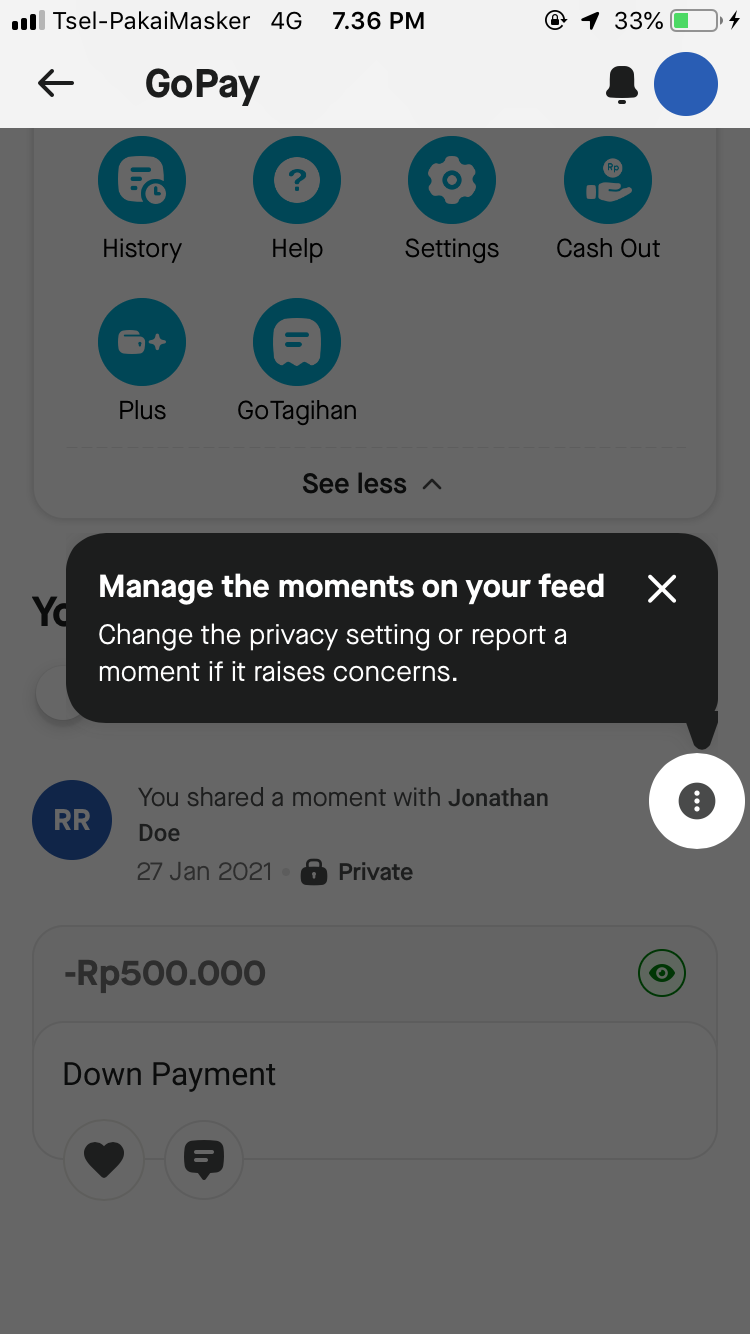 Tsel-PakaiMasker 4G 7.36 PM 33%
GoPay
History Help Settings Cash Out
Rp
Plus GoTagihan
See less
Manage the moments on your feed
Change the privacy setting or report a
moment if it raises concerns.
RR
You shared a moment with Jonathan
Doe
27 Jan 2021 • Private
-Rp500.000
Down Payment